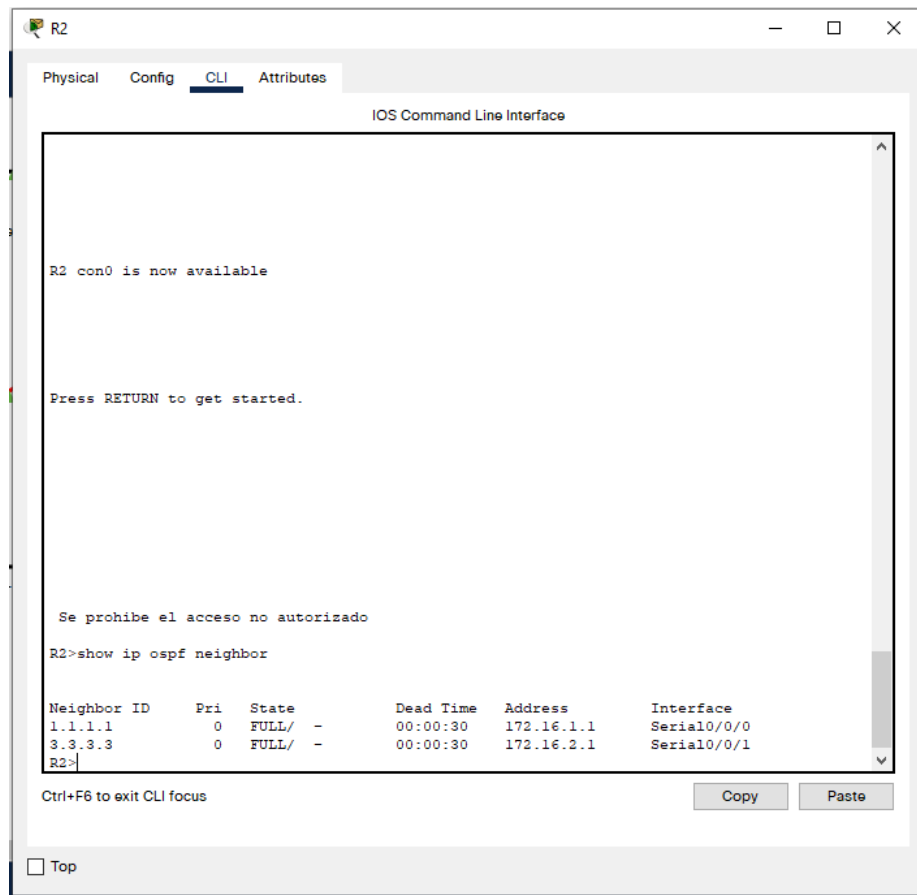 R2
Physical Config CLI Attributes
IOS Command Line Interface
R2 con0 is now available
Press RETURN to get started.
Se prohibe el acceso no autorizado
R2>show ip ospf neighbor
Neighbor ID Pri State Dead Time Address Interface
1.1.1.1 0 FULL/ - 00:00:30 172.16.1.1 Serial0/0/0
3.3.3.3 0 FULL/ - 00:00:30 172.16.2.1 Serial0/0/1
R2>
Ctrl+F6 to exit CLI focus
Copy Paste
Top